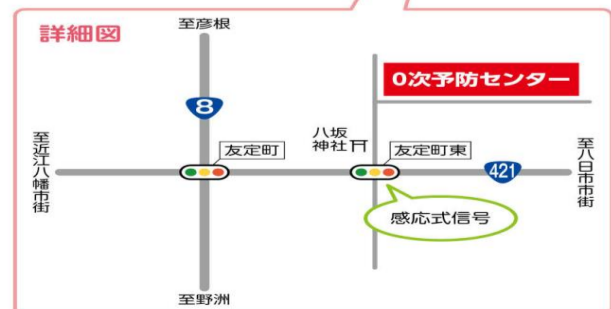 詳細図
至彦根
0次予防センター
8
友定町
八坂
神社
友定町東
421
至近江八幡市街
至八日市市街
感応式信号
至野洲